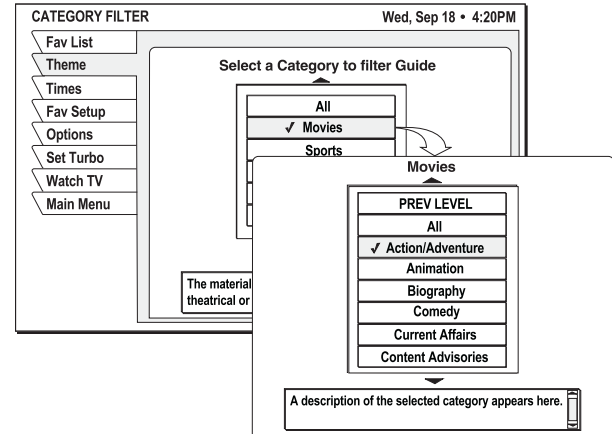 CATEGORY FILTER
Wed, Sep 18 • 4:20PM
Fav List
Theme
Times
Fav Setup
Options
Set Turbo
Watch TV
Main Menu
Select a Category to filter Guide
All
✓ Movies
Sports
The material
theatrical or
Movies
PREV LEVEL
All
✓ Action/Adventure
Animation
Biography
Comedy
Current Affairs
Content Advisories
A description of the selected category appears here.